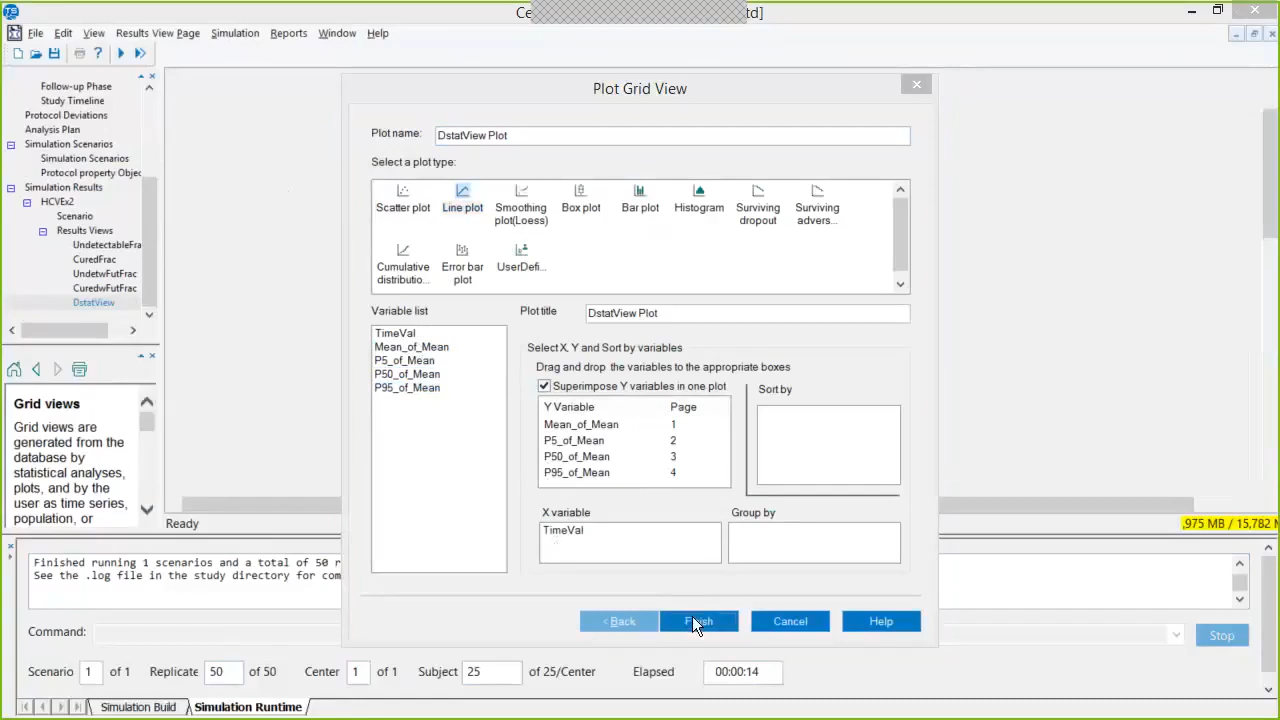 TS
Ce td]
File Edit View Results View Page Simulation Reports Window Help
Follow-up Phase
Study Timeline
Protocol Deviations
Analysis Plan
Simulation Scenarios
Simulation Scenarios
Protocol property Objec
Simulation Results
HCVEx2
Scenario
Results Views
UndetectableFra
CuredFrac
UndetwFutFrac
CuredwFutFrac
DstatView
Grid views
Grid views are
generated from the
database by
statistical analyses,
plots, and by the
user as time series,
population, or
Ready
,975 MB / 15,782
Plot Grid View
Plot name: DstatView Plot
Select a plot type:
Scatter plot Line plot Smoothing plot(Loess) Box plot Bar plot Histogram Surviving dropout Surviving advers...
Cumulative distributio... Error bar plot UserDefi...
Variable list
TimeVal
Mean_of_Mean
P5_of_Mean
P50_of_Mean
P95_of_Mean
Plot title DstatView Plot
Select X, Y and Sort by variables
Drag and drop the variables to the appropriate boxes
Superimpose Y variables in one plot
Sort by
Y Variable Page
Mean_of_Mean 1
P5_of_Mean 2
P50_of_Mean 3
P95_of_Mean 4
X variable
TimeVal
Group by
< Back Finish Cancel Help
Finished running 1 scenarios and a total of 50 r
See the .log file in the study directory for com
Command:
Stop
Scenario 1 of 1 Replicate 50 of 50 Center 1 of 1 Subject 25 of 25/Center Elapsed 00:00:14
Simulation Build Simulation Runtime